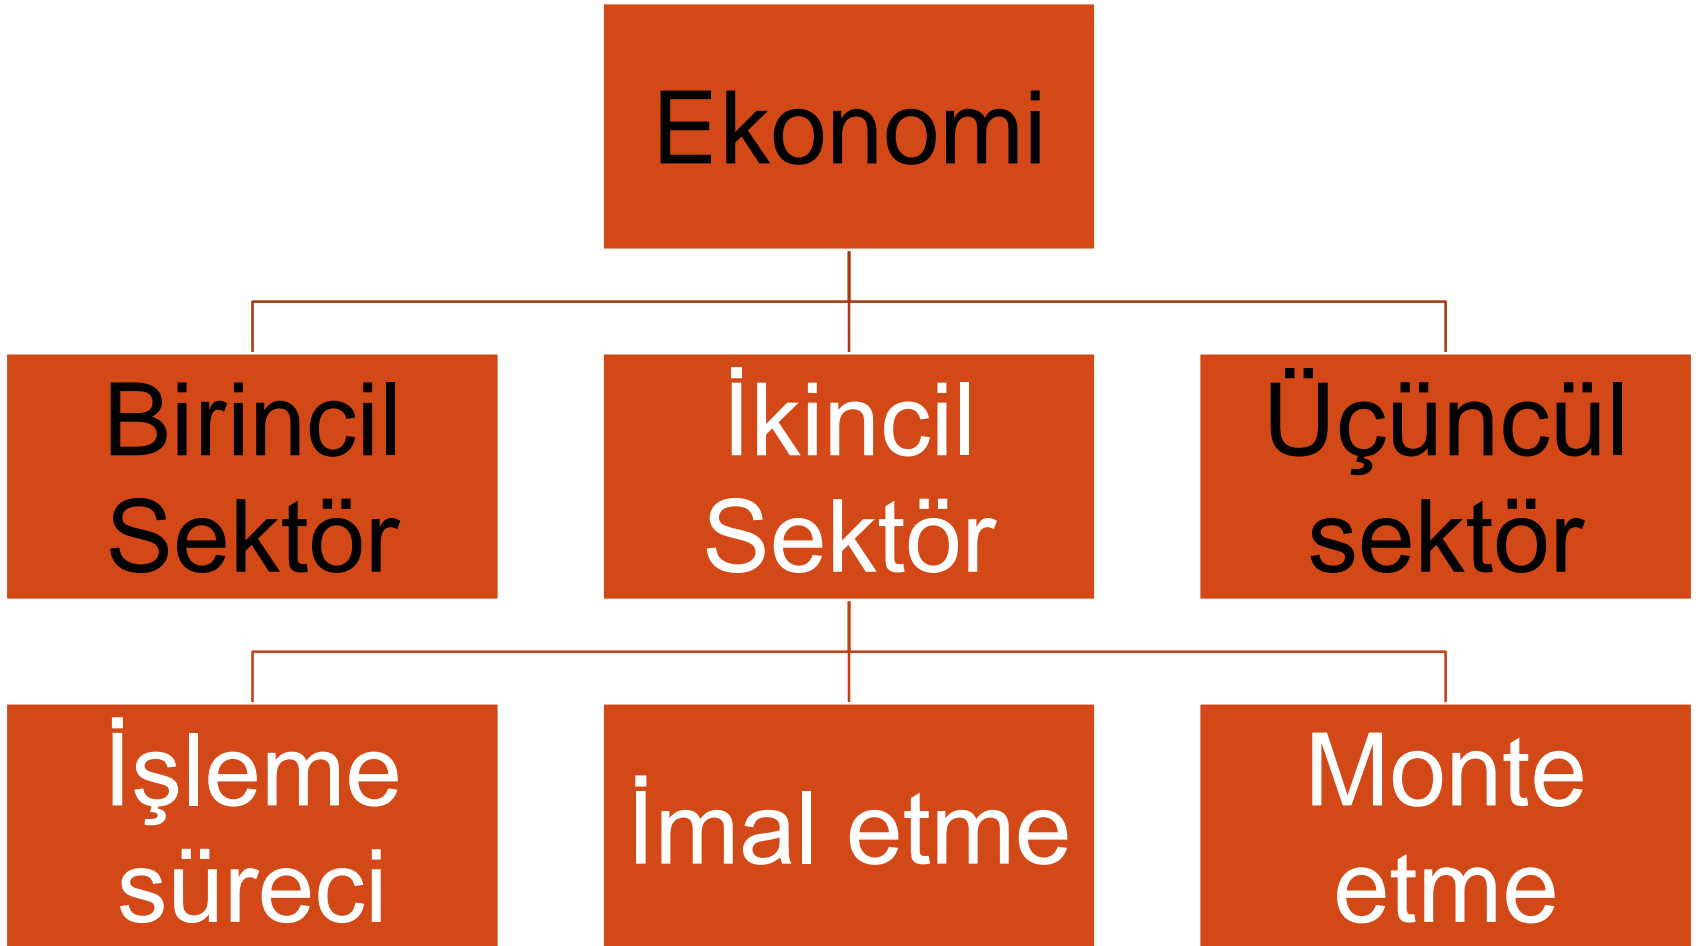 Ekonomi
Birincil
Sektör
İkincil
Sektör
Üçüncül
sektör
İşleme
süreci
İmal etme
Monte
etme